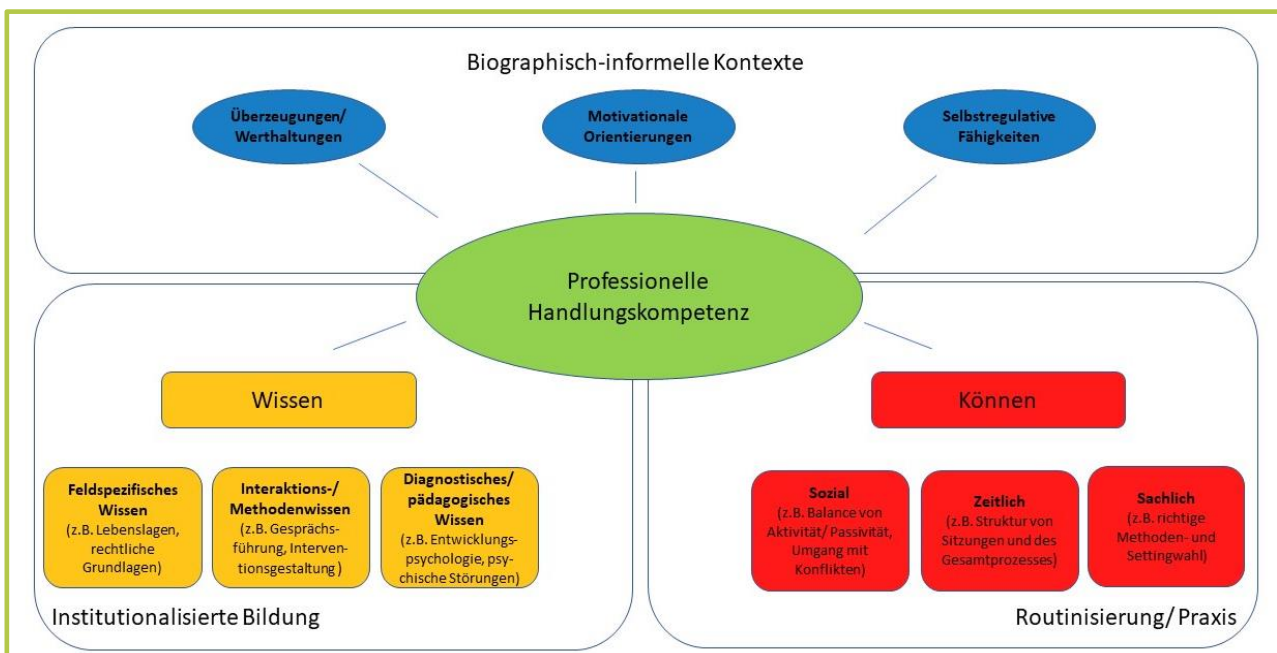 Biographisch-informelle Kontexte
Überzeugungen/
Werthaltungen
Motivationale
Orientierungen
Selbstregulative
Fähigkeiten
Professionelle
Handlungskompetenz
Wissen
Können
Feldspezifisches
Wissen
(z.B. Lebenslagen,
rechtliche
Grundlagen)
Interaktions-/
Methodenwissen
(z.B. Gesprächs-
führung, Interven-
tionsgestaltung)
Diagnostisches/
pädagogisches
Wissen
(z.B. Entwicklungs-
psychologie, psy-
chische Störungen)
Sozial
(z.B. Balance von
Aktivität/ Passivität,
Umgang mit
Konflikten)
Zeitlich
(z.B. Struktur von
Sitzungen und des
Gesamtprozesses)
Sachlich
(z.B. richtige
Methoden- und
Settingwahl)
Institutionalisierte Bildung
Routinisierung/ Praxis